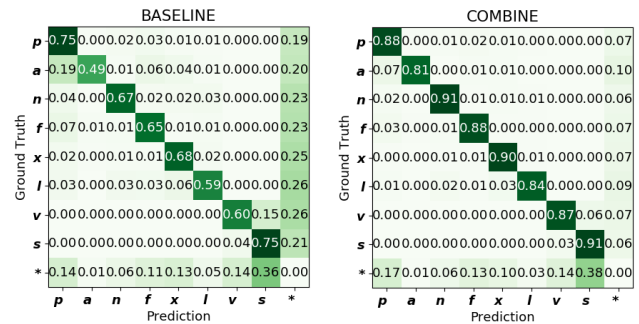 BASELINE
p 0.75 0.00 0.02 0.03 0.01 0.01 0.00 0.00 0.19
a 0.19 0.49 0.01 0.06 0.04 0.01 0.00 0.00 0.20
n 0.04 0.00 0.67 0.02 0.02 0.03 0.00 0.00 0.23
f 0.07 0.01 0.01 0.65 0.01 0.01 0.00 0.00 0.23
x 0.02 0.00 0.01 0.01 0.68 0.02 0.00 0.00 0.25
l 0.03 0.00 0.03 0.03 0.06 0.59 0.00 0.00 0.26
v 0.00 0.00 0.00 0.00 0.00 0.00 0.60 0.15 0.26
s 0.00 0.00 0.00 0.00 0.00 0.00 0.04 0.75 0.21
* 0.14 0.01 0.06 0.11 0.13 0.05 0.14 0.36 0.00
p a n f x l v s *
Prediction
Ground Truth
COMBINE
p 0.88 0.00 0.01 0.02 0.01 0.00 0.00 0.00 0.07
a 0.07 0.81 0.00 0.01 0.01 0.00 0.00 0.00 0.10
n 0.02 0.00 0.91 0.00 0.01 0.01 0.00 0.00 0.06
f 0.03 0.00 0.01 0.88 0.00 0.01 0.00 0.00 0.07
x 0.00 0.00 0.01 0.01 0.90 0.01 0.00 0.00 0.07
l 0.01 0.00 0.02 0.01 0.03 0.84 0.00 0.00 0.09
v 0.00 0.00 0.00 0.00 0.00 0.00 0.87 0.06 0.07
s 0.00 0.00 0.00 0.00 0.00 0.00 0.03 0.91 0.06
* 0.17 0.01 0.06 0.13 0.10 0.03 0.14 0.38 0.00
p a n f x l v s *
Prediction
Ground Truth